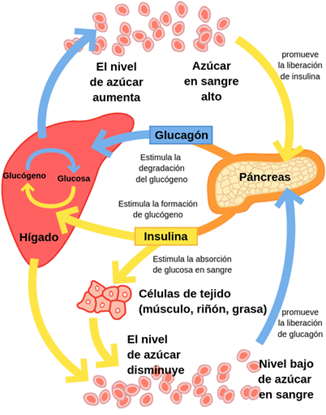 El nivel
de azúcar
aumenta
Azúcar
en sangre
alto
promueve
la liberación
de insulina
Glucagón
Estimula la
degradación
del glucógeno
Glucógeno
Glucosa
Páncreas
Estimula la formación
de glucógeno
Hígado
Insulina
Estimula la absorción
de glucosa en sangre
Células de tejido
(músculo, riñón, grasa)
promueve
la liberación
de glucagón
El nivel
de azúcar
disminuye
Nivel bajo
de azúcar
en sangre